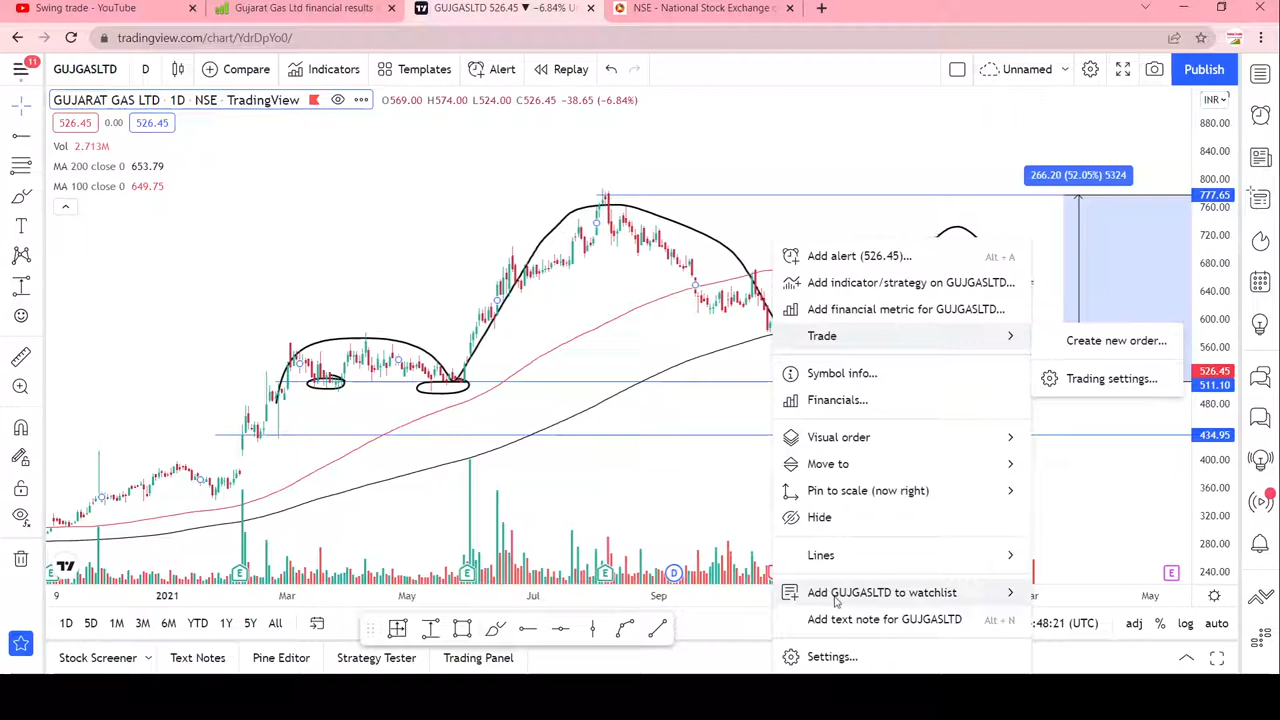 Swing trade - YouTube
Gujarat Gas Ltd financial results
GUJGASLTD 526.45 ▼ −6.84% U
NSE - National Stock Exchange o
tradingview.com/chart/YdrDpYo0/
11
GUJGASLTD
D
Compare
Indicators
Templates
Alert
Replay
Unnamed
Publish
GUJARAT GAS LTD · 1D · NSE · TradingView
O569.00 H574.00 L524.00 C526.45 −38.65 (−6.84%)
INR
526.45
0.00
526.45
Vol 2.713M
MA 200 close 0 653.79
MA 100 close 0 649.75
266.20 (52.05%) 5324
880.00
840.00
800.00
777.65
760.00
720.00
680.00
640.00
600.00
560.00
526.45
511.10
480.00
434.95
400.00
360.00
320.00
280.00
240.00
Add alert (526.45)...
Alt + A
Add indicator/strategy on GUJGASLTD...
Add financial metric for GUJGASLTD...
Trade
Create new order...
Trading settings...
Symbol info...
Financials...
Visual order
Move to
Pin to scale (now right)
Hide
Lines
Add GUJGASLTD to watchlist
Add text note for GUJGASLTD
Alt + N
Settings...
E
E
E
E
D
E
9
2021
Mar
May
Jul
Sep
May
1D
5D
1M
3M
6M
YTD
1Y
5Y
All
:48:21 (UTC)
adj
%
log
auto
Stock Screener
Text Notes
Pine Editor
Strategy Tester
Trading Panel